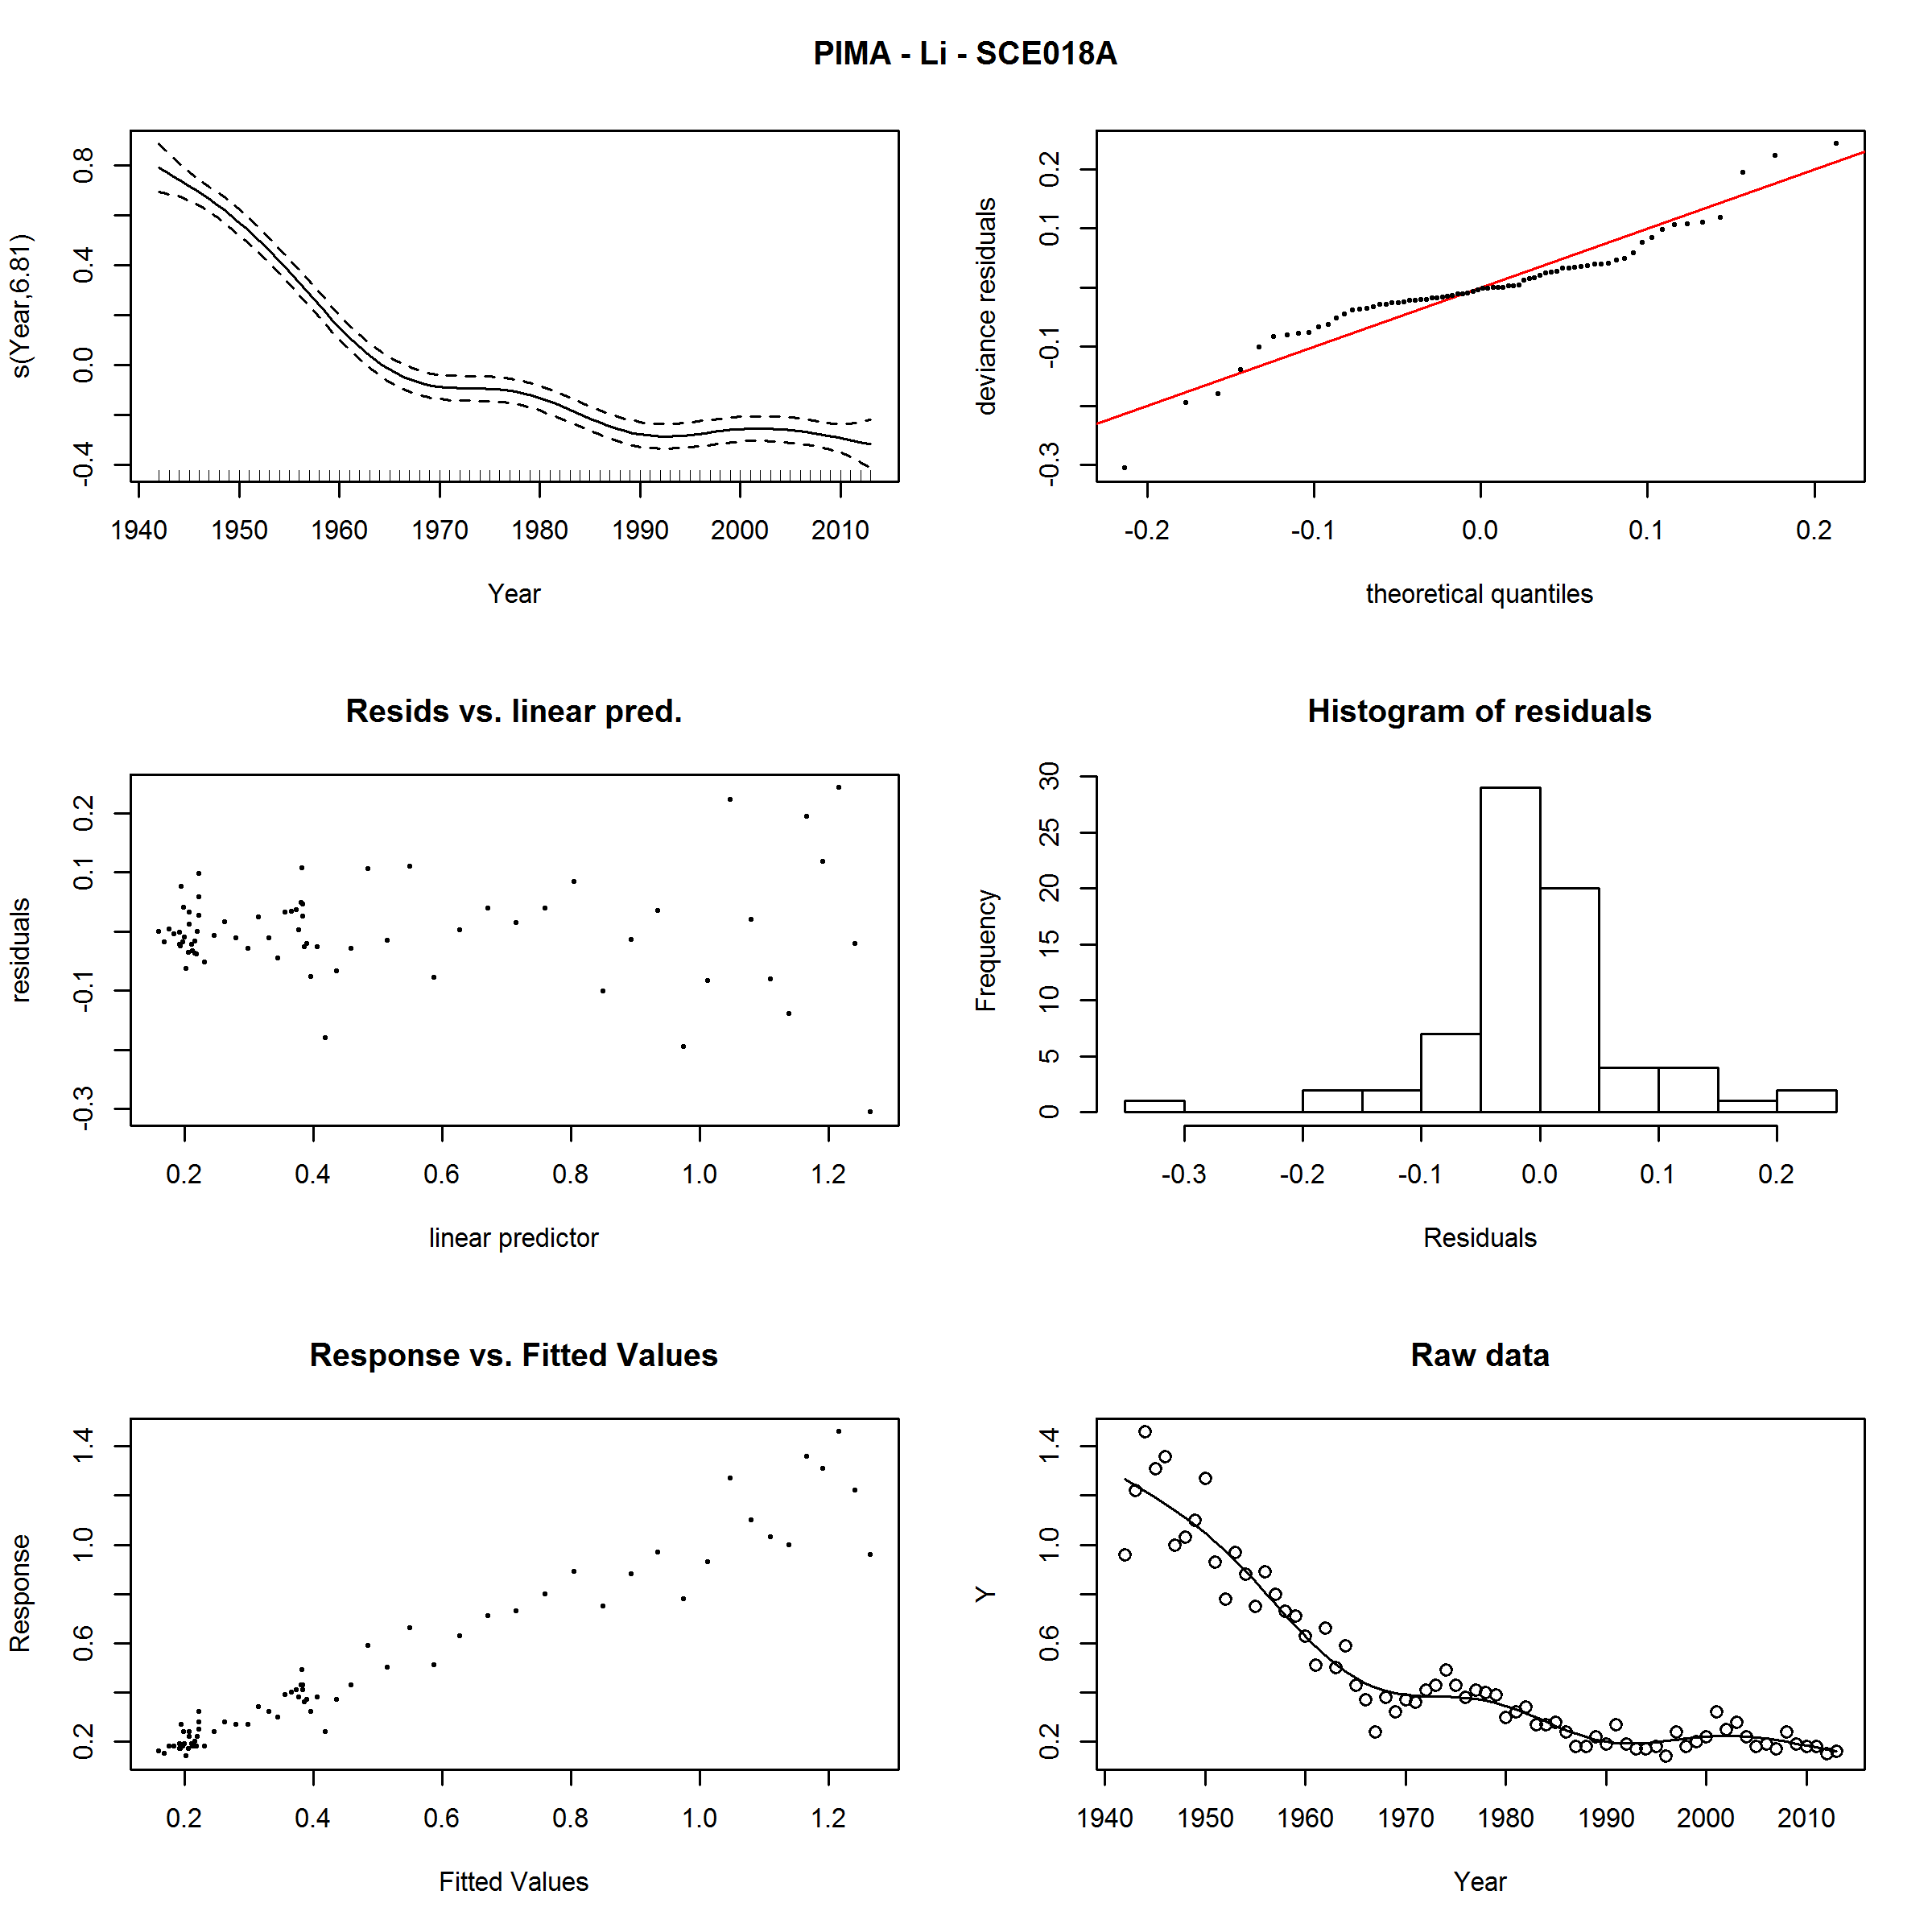 PIMA - Li - SCE018A
s(Year,6.81)
0.8
0.4
0.0
-0.4
1940 1950 1960 1970 1980 1990 2000 2010
Year
deviance residuals
0.2
0.1
-0.1
-0.3
-0.2 -0.1 0.0 0.1 0.2
theoretical quantiles
Resids vs. linear pred.
residuals
0.2
0.1
-0.1
-0.3
0.2 0.4 0.6 0.8 1.0 1.2
linear predictor
Histogram of residuals
Frequency
30
25
20
15
10
5
0
-0.3 -0.2 -0.1 0.0 0.1 0.2
Residuals
Response vs. Fitted Values
Response
1.4
1.0
0.6
0.2
0.2 0.4 0.6 0.8 1.0 1.2
Fitted Values
Raw data
Y
1.4
1.0
0.6
0.2
1940 1950 1960 1970 1980 1990 2000 2010
Year